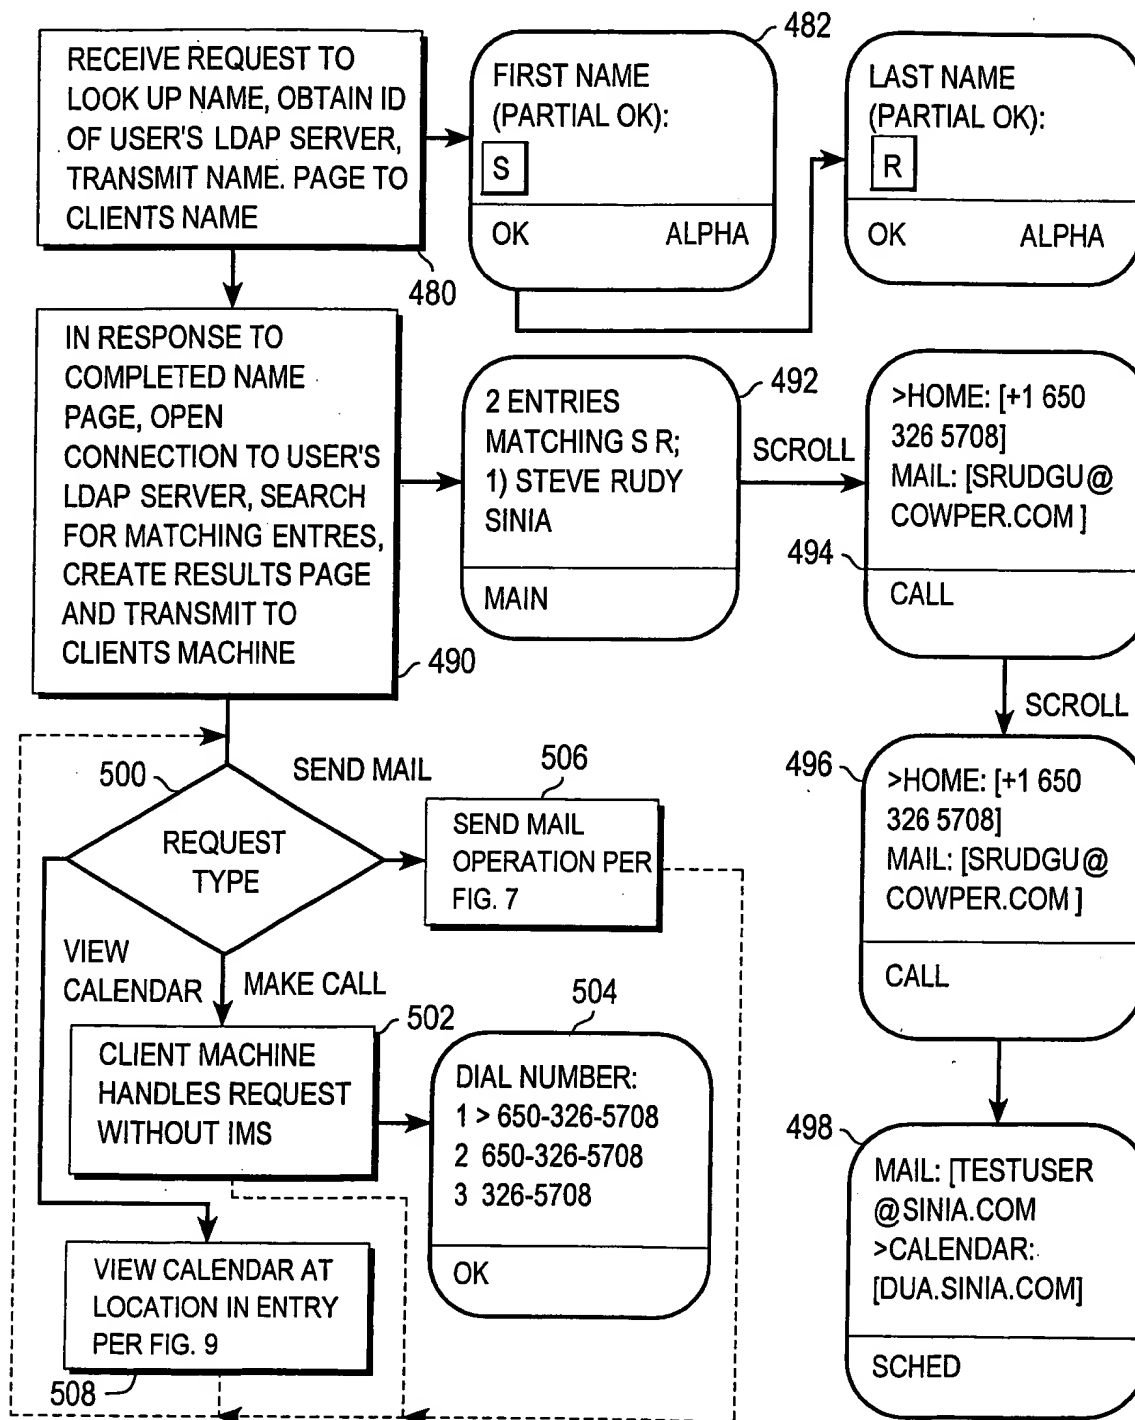 RECEIVE REQUEST TO
LOOK UP NAME, OBTAIN ID
OF USER'S LDAP SERVER,
TRANSMIT NAME. PAGE TO
CLIENTS NAME
480
482
FIRST NAME
(PARTIAL OK):
S
OK ALPHA
LAST NAME
(PARTIAL OK):
R
OK ALPHA
IN RESPONSE TO
COMPLETED NAME
PAGE, OPEN
CONNECTION TO USER'S
LDAP SERVER, SEARCH
FOR MATCHING ENTRES,
CREATE RESULTS PAGE
AND TRANSMIT TO
CLIENTS MACHINE
490
492
2 ENTRIES
MATCHING S R;
1) STEVE RUDY
SINIA
MAIN
SCROLL
>HOME: [+1 650
326 5708]
MAIL: [SRUDGU@
COWPER.COM ]
494
CALL
SCROLL
496
>HOME: [+1 650
326 5708]
MAIL: [SRUDGU@
COWPER.COM ]
CALL
498
MAIL: [TESTUSER
@SINIA.COM
>CALENDAR:
[DUA.SINIA.COM]
SCHED
500
REQUEST
TYPE
SEND MAIL
506
SEND MAIL
OPERATION PER
FIG. 7
VIEW
CALENDAR
MAKE CALL
502
CLIENT MACHINE
HANDLES REQUEST
WITHOUT IMS
504
DIAL NUMBER:
1 > 650-326-5708
2 650-326-5708
3 326-5708
OK
VIEW CALENDAR AT
LOCATION IN ENTRY
PER FIG. 9
508